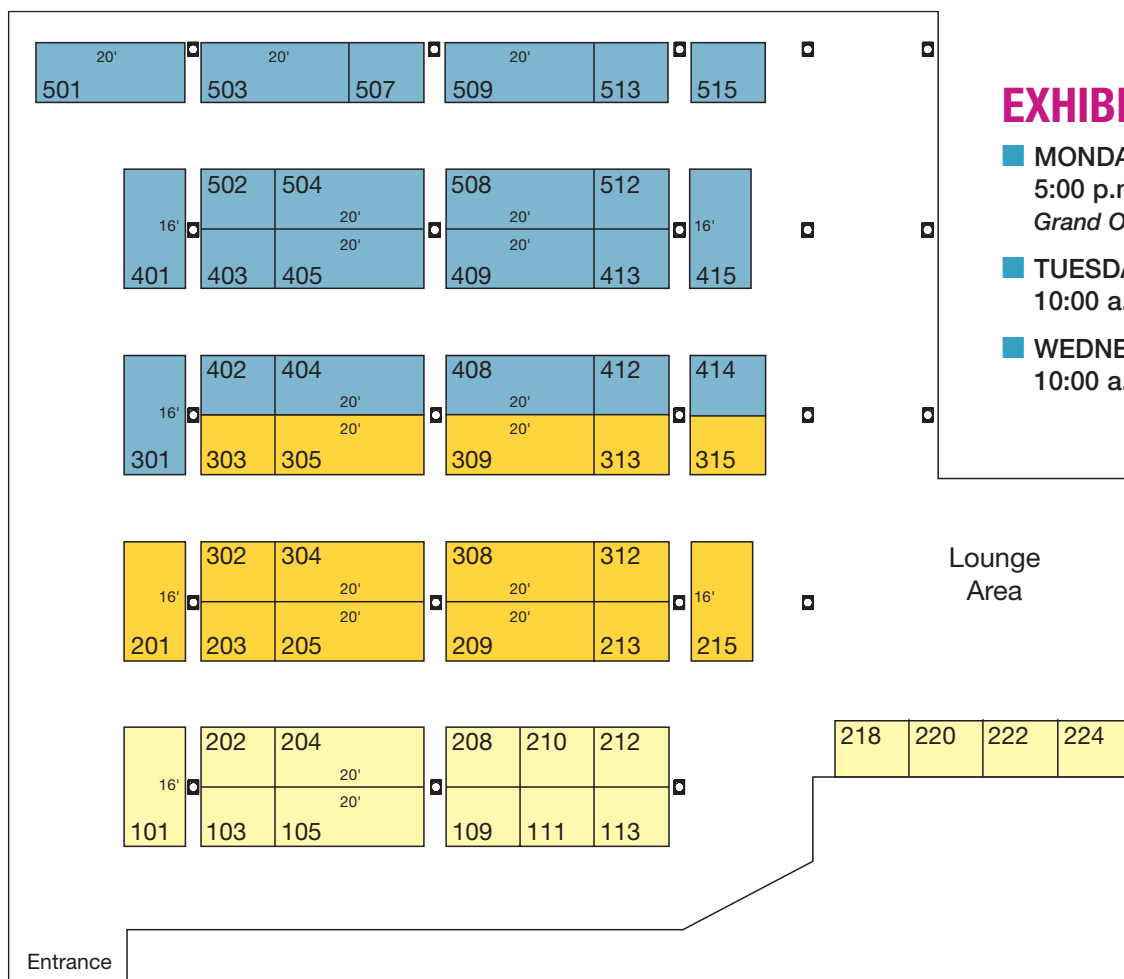 20' 20' 20'
501 503 507 509 513 515
502 504 508 512
16' 20' 20' 16'
20' 20'
401 403 405 409 413 415
402 404 408 412 414
16' 20' 20'
20' 20'
301 303 305 309 313 315
302 304 308 312
16' 20' 20' 16'
20' 20'
201 203 205 209 213 215
202 204 208 210 212
16' 20'
20'
101 103 105 109 111 113
218 220 222 224
Lounge
Area
Entrance
EXHIBI
MONDA
5:00 p.r
Grand O
TUESDA
10:00 a.
WEDNE
10:00 a.